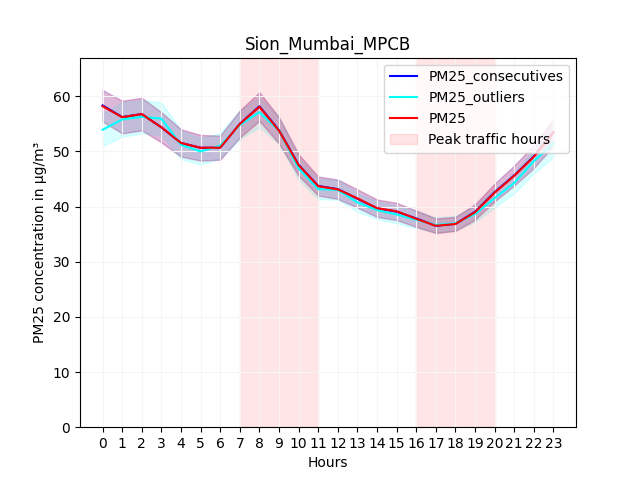 Sion_Mumbai_MPCB
PM25_consecutives
PM25_outliers
PM25
Peak traffic hours
PM25 concentration in µg/m³
60
50
40
30
20
10
0
0 1 2 3 4 5 6 7 8 9 10 11 12 13 14 15 16 17 18 19 20 21 22 23
Hours